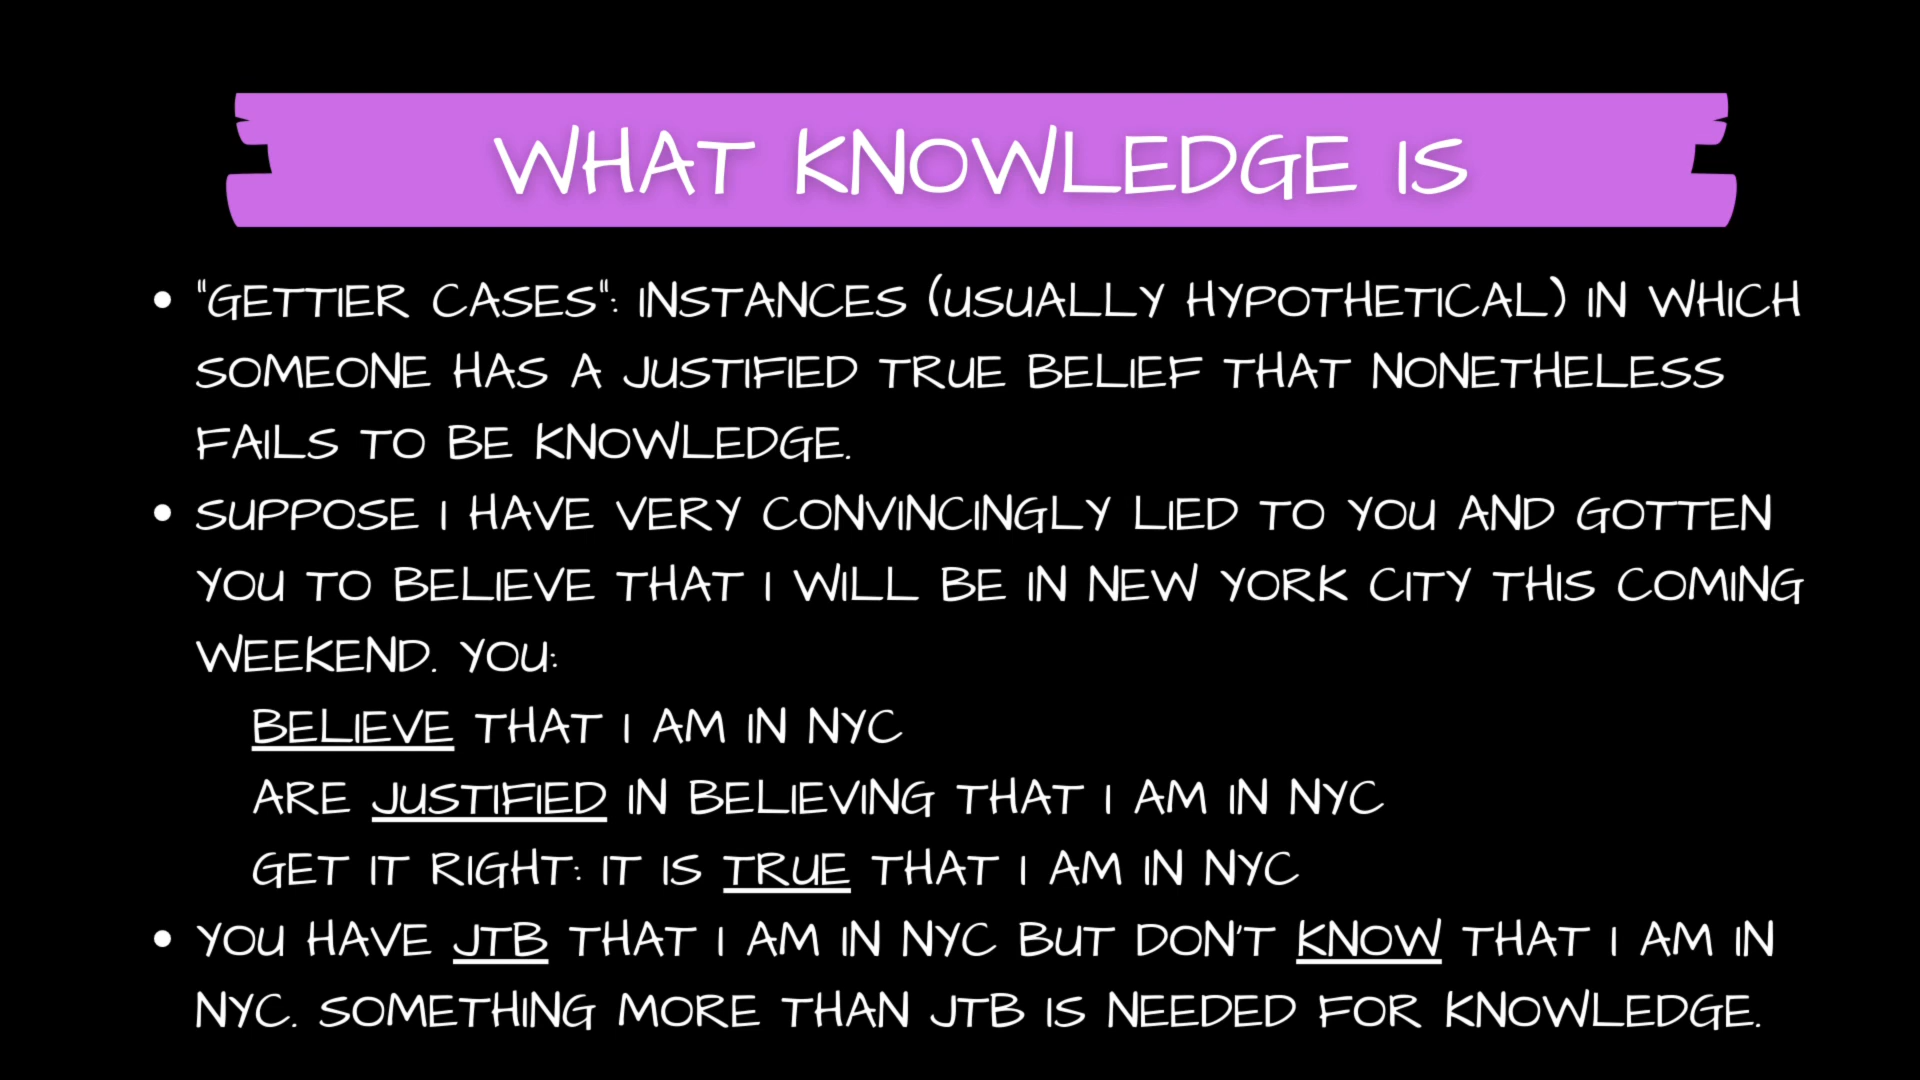 WHAT KNOWLEDGE IS
• "GETTIER CASES": INSTANCES (USUALLY HYPOTHETICAL) IN WHICH
SOMEONE HAS A JUSTIFIED TRUE BELIEF THAT NONETHELESS
FAILS TO BE KNOWLEDGE.
• SUPPOSE I HAVE VERY CONVINCINGLY LIED TO YOU AND GOTTEN
YOU TO BELIEVE THAT I WILL BE IN NEW YORK CITY THIS COMING
WEEKEND. YOU:
BELIEVE THAT I AM IN NYC
ARE JUSTIFIED IN BELIEVING THAT I AM IN NYC
GET IT RIGHT: IT IS TRUE THAT I AM IN NYC
• YOU HAVE JTB THAT I AM IN NYC BUT DON'T KNOW THAT I AM IN
NYC. SOMETHING MORE THAN JTB IS NEEDED FOR KNOWLEDGE.